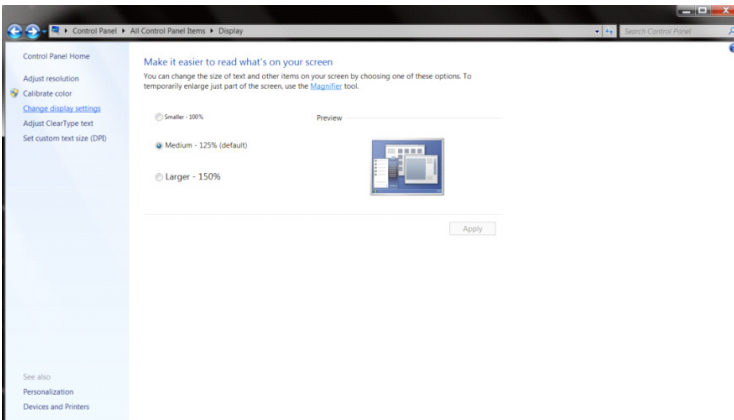 Control Panel ▸ All Control Panel Items ▸ Display
Search Control Panel
Control Panel Home
Adjust resolution
Calibrate color
Change display settings
Adjust ClearType text
Set custom text size (DPI)
Make it easier to read what's on your screen
You can change the size of text and other items on your screen by choosing one of these options. To
temporarily enlarge just part of the screen, use the Magnifier tool.
Smaller - 100%
Preview
Medium - 125% (default)
Larger - 150%
Apply
See also
Personalization
Devices and Printers